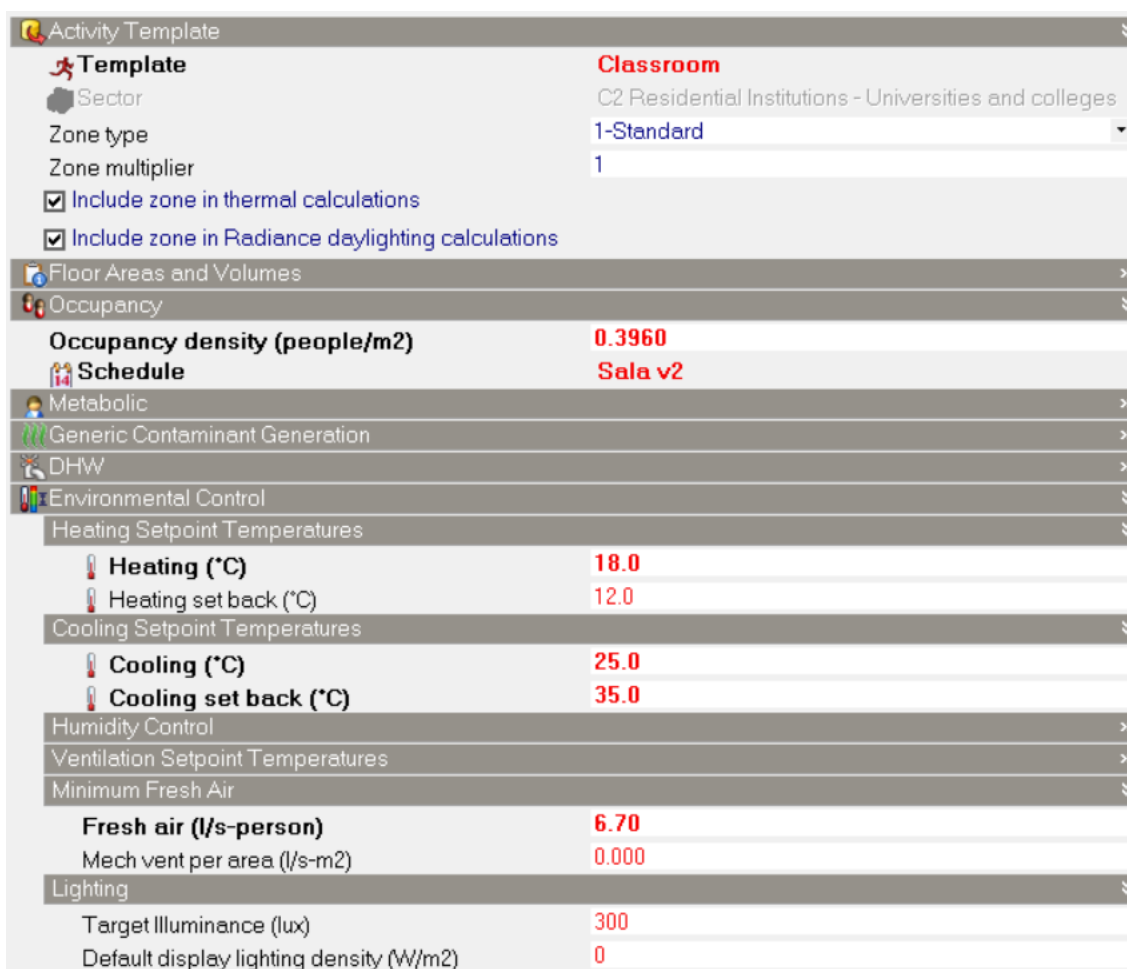 Activity Template
Template Classroom
Sector C2 Residential Institutions - Universities and colleges
Zone type 1-Standard
Zone multiplier 1
Include zone in thermal calculations
Include zone in Radiance daylighting calculations
Floor Areas and Volumes
Occupancy
Occupancy density (people/m2) 0.3960
14 Schedule Sala v2
Metabolic
Generic Contaminant Generation
DHW
Environmental Control
Heating Setpoint Temperatures
Heating (°C) 18.0
Heating set back (°C) 12.0
Cooling Setpoint Temperatures
Cooling (°C) 25.0
Cooling set back (°C) 35.0
Humidity Control
Ventilation Setpoint Temperatures
Minimum Fresh Air
Fresh air (l/s-person) 6.70
Mech vent per area (l/s-m2) 0.000
Lighting
Target Illuminance (lux) 300
Default display lighting density (W/m2) 0